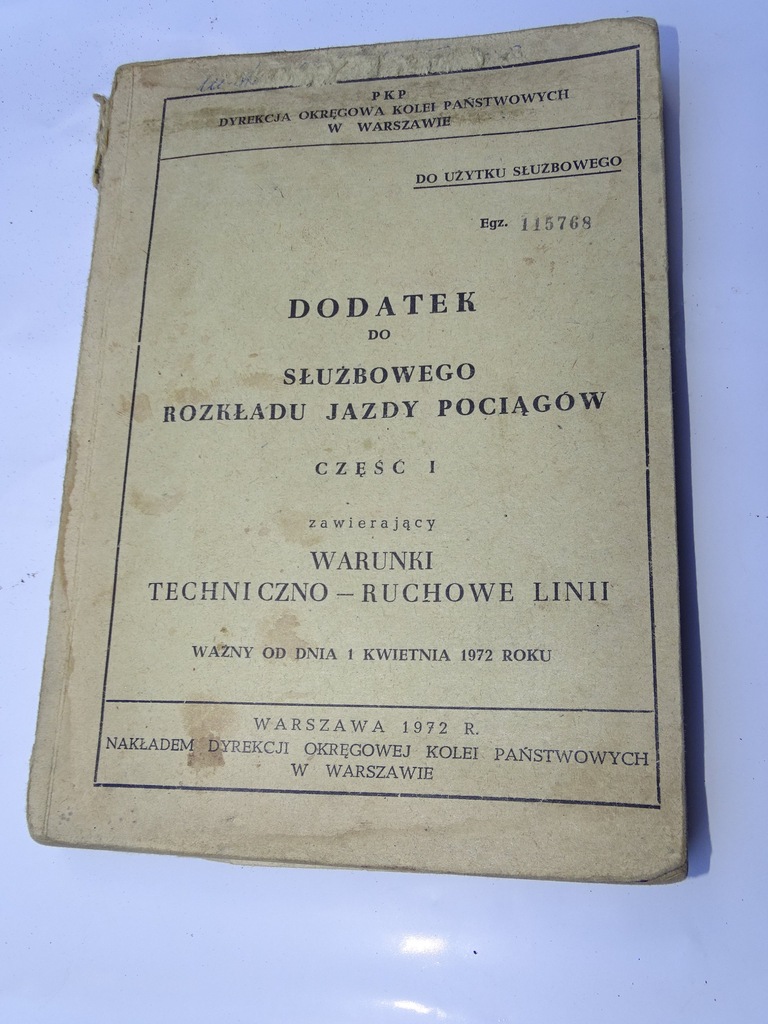 PKP
DYREKCJA OKRĘGOWA KOLEI PAŃSTWOWYCH
W WARSZAWIE
DO UŻYTKU SŁUŻBOWEGO
Egz. 115768
DODATEK
DO
SŁUŻBOWEGO
ROZKŁADU JAZDY POCIĄGÓW
CZĘŚĆ I
zawierający
WARUNKI
TECHNICZNO – RUCHOWE LINII
WAŻNY OD DNIA 1 KWIETNIA 1972 ROKU
WARSZAWA 1972 R.
NAKŁADEM DYREKCJI OKRĘGOWEJ KOLEI PAŃSTWOWYCH
W WARSZAWIE